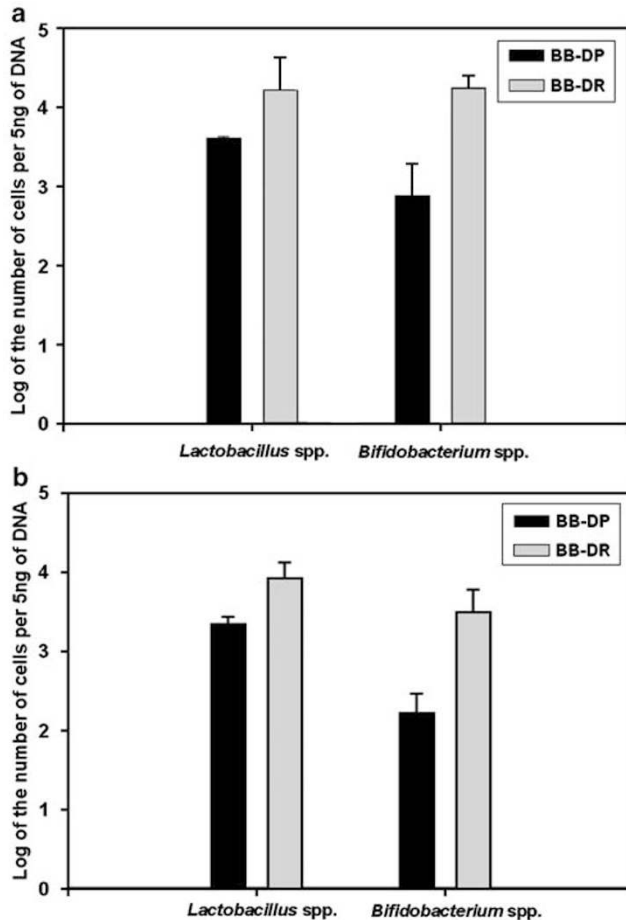 a
Log of the number of cells per 5ng of DNA
5
4
3
2
1
0
BB-DP
BB-DR
Lactobacillus spp.
Bifidobacterium spp.
b
Log of the number of cells per 5ng of DNA
5
4
3
2
1
0
BB-DP
BB-DR
Lactobacillus spp.
Bifidobacterium spp.